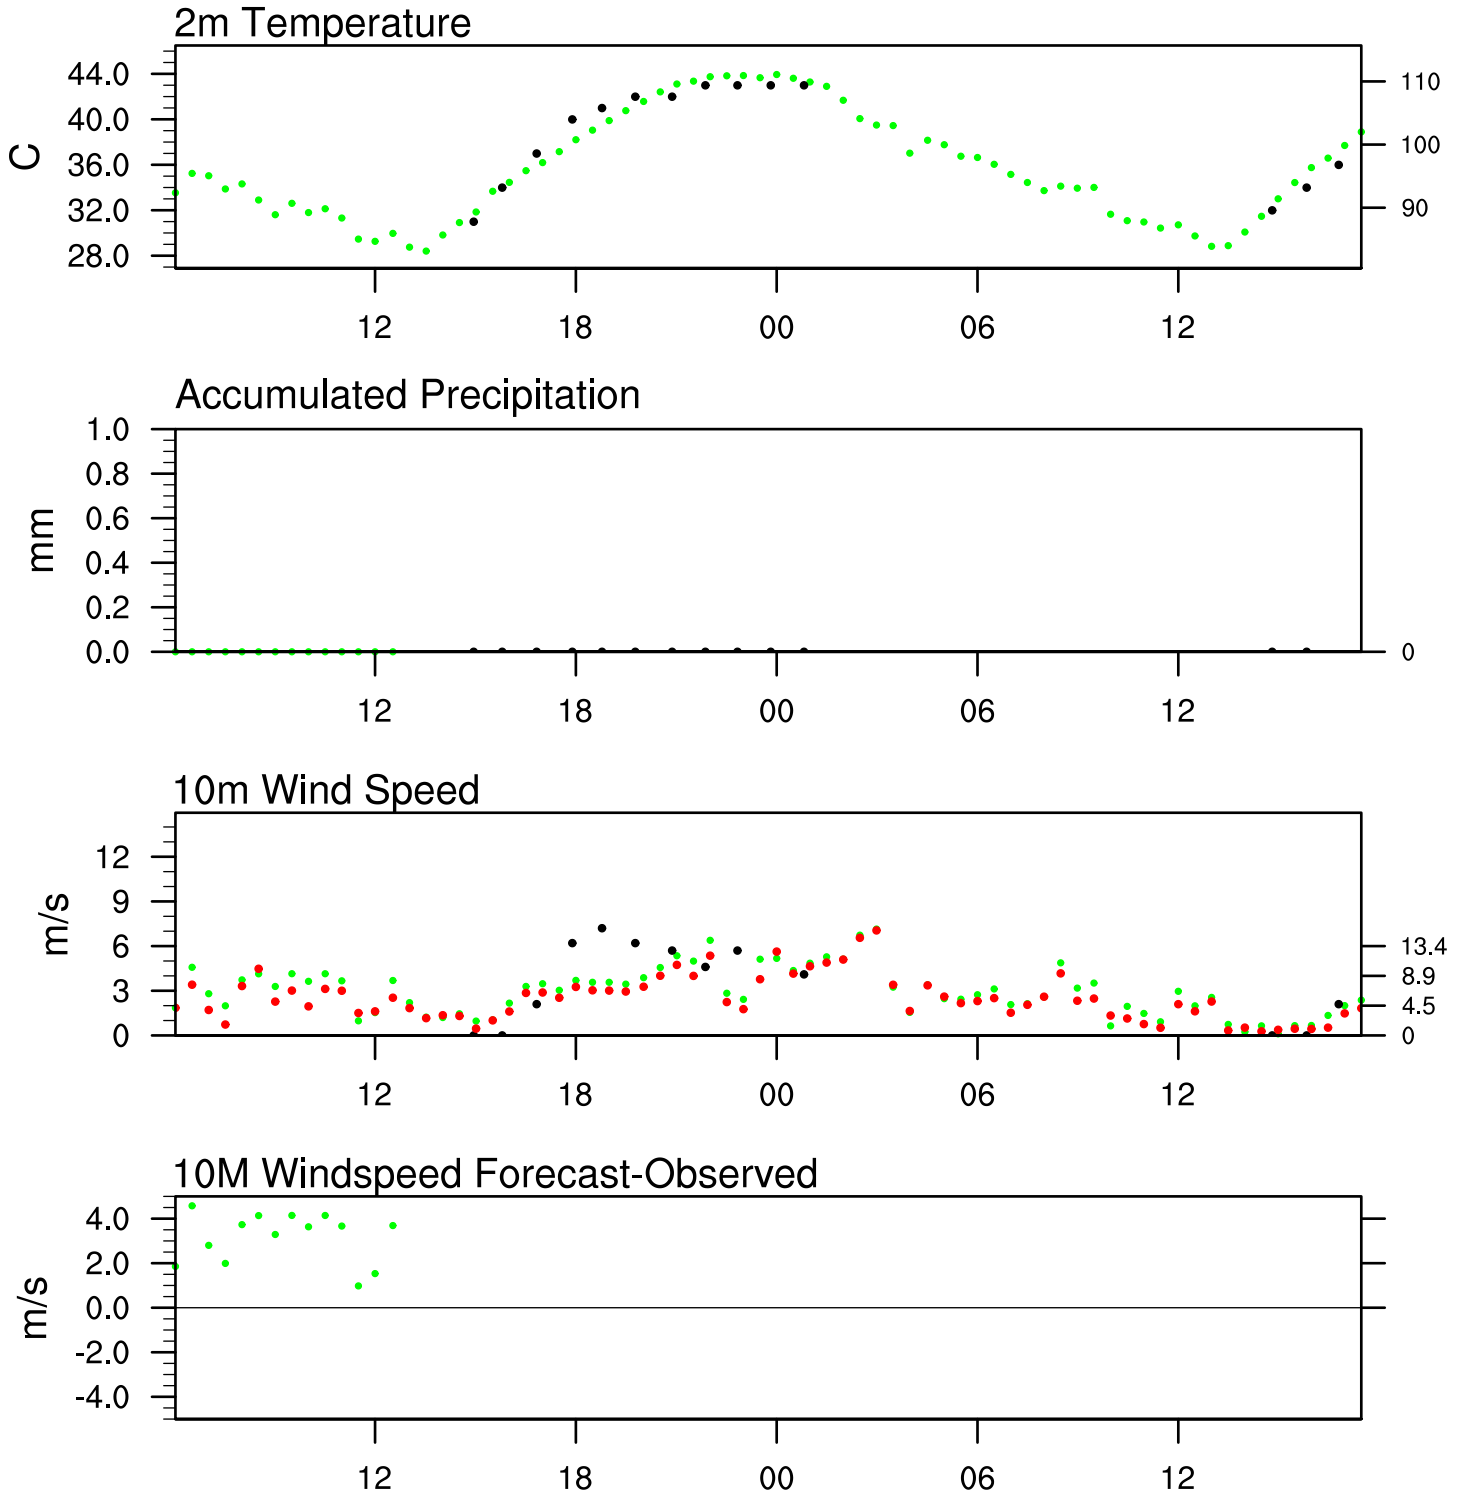 2m Temperature
44.0
40.0
36.0
32.0
28.0
C
110
100
90
12 18 00 06 12
Accumulated Precipitation
1.0
0.8
0.6
0.4
0.2
0.0
mm
0
12 18 00 06 12
10m Wind Speed
12
9
6
3
0
m/s
13.4
8.9
4.5
0
12 18 00 06 12
10M Windspeed Forecast-Observed
4.0
2.0
0.0
-2.0
-4.0
m/s
12 18 00 06 12